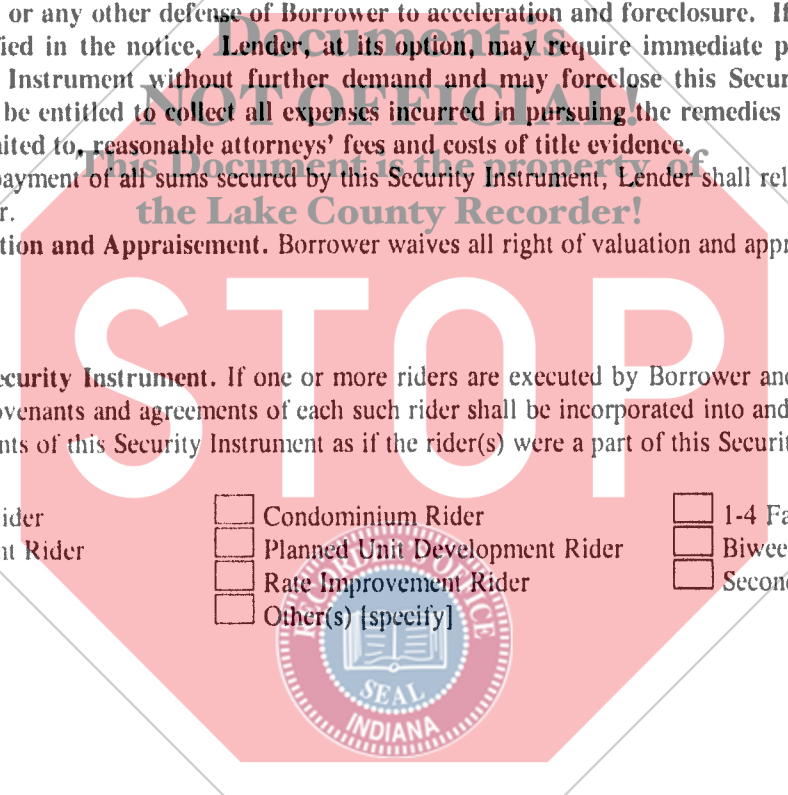 or any other defense of Borrower to acceleration and foreclosure. If
fied in the notice, Lender, at its option, may require immediate p
Instrument without further demand and may foreclose this Secur
be entitled to collect all expenses incurred in pursuing the remedies
nited to, reasonable attorneys' fees and costs of title evidence.
payment of all sums secured by this Security Instrument, Lender shall rel
r.
tion and Appraisement. Borrower waives all right of valuation and appr
ecurity Instrument. If one or more riders are executed by Borrower and
ovenants and agreements of each such rider shall be incorporated into and
nts of this Security Instrument as if the rider(s) were a part of this Securit
ider
Condominium Rider
1-4 Fa
nt Rider
Planned Unit Development Rider
Biwee
Rate Improvement Rider
Second
Other(s) [specify]
Document is
NOT OFFICIAL!
This Document is the property of
the Lake County Recorder!
STOP
RECORDER'S OFFICE
SEAL
INDIANA